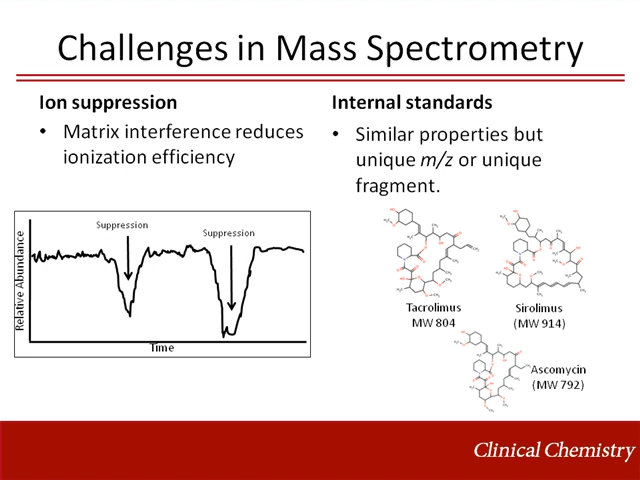 Challenges in Mass Spectrometry
Ion suppression
• Matrix interference reduces
ionization efficiency
Internal standards
• Similar properties but
unique m/z or unique
fragment.
Suppression
Suppression
Relative Abundance
Time
Tacrolimus
MW 804
Sirolimus
(MW 914)
Ascomycin
(MW 792)
Clinical Chemistry